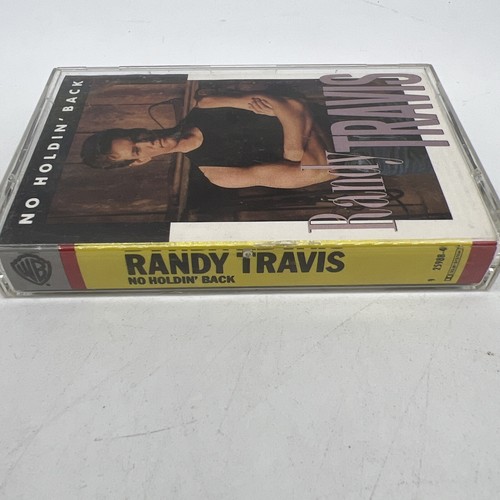 NO HOLDIN' BACK
Randy TRAVIS
WB
RANDY TRAVIS
NO HOLDIN' BACK